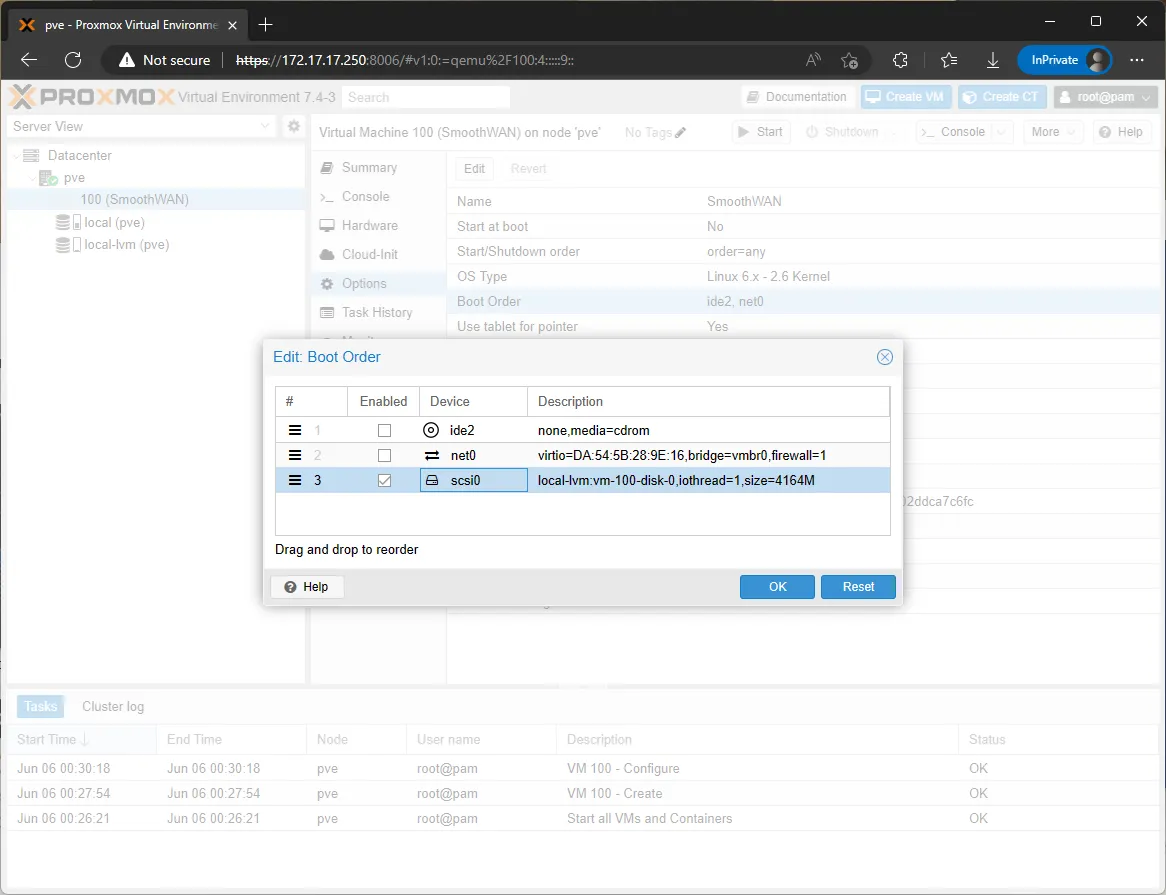 pve - Proxmox Virtual Environme
Not secure https://172.17.17.250:8006/#v1:0:=qemu%2F100:4:::::9:: InPrivate
PROXMOX Virtual Environment 7.4-3 Search Documentation Create VM Create CT root@pam
Server View
Datacenter
pve
100 (SmoothWAN)
local (pve)
local-lvm (pve)
Virtual Machine 100 (SmoothWAN) on node 'pve' No Tags Start Shutdown Console More Help
Summary
Console
Hardware
Cloud-Init
Options
Task History
Edit Revert
Name SmoothWAN
Start at boot No
Start/Shutdown order order=any
OS Type Linux 6.x - 2.6 Kernel
Boot Order ide2, net0
Use tablet for pointer Yes
Edit: Boot Order
# Enabled Device Description
1 ide2 none,media=cdrom
2 net0 virtio=DA:54:5B:28:9E:16,bridge=vmbr0,firewall=1
3 scsi0 local-lvm:vm-100-disk-0,iothread=1,size=4164M
02ddca7c6fc
Drag and drop to reorder
Help OK Reset
Tasks Cluster log
Start Time End Time Node User name Description Status
Jun 06 00:30:18 Jun 06 00:30:18 pve root@pam VM 100 - Configure OK
Jun 06 00:27:54 Jun 06 00:27:54 pve root@pam VM 100 - Create OK
Jun 06 00:26:21 Jun 06 00:26:21 pve root@pam Start all VMs and Containers OK